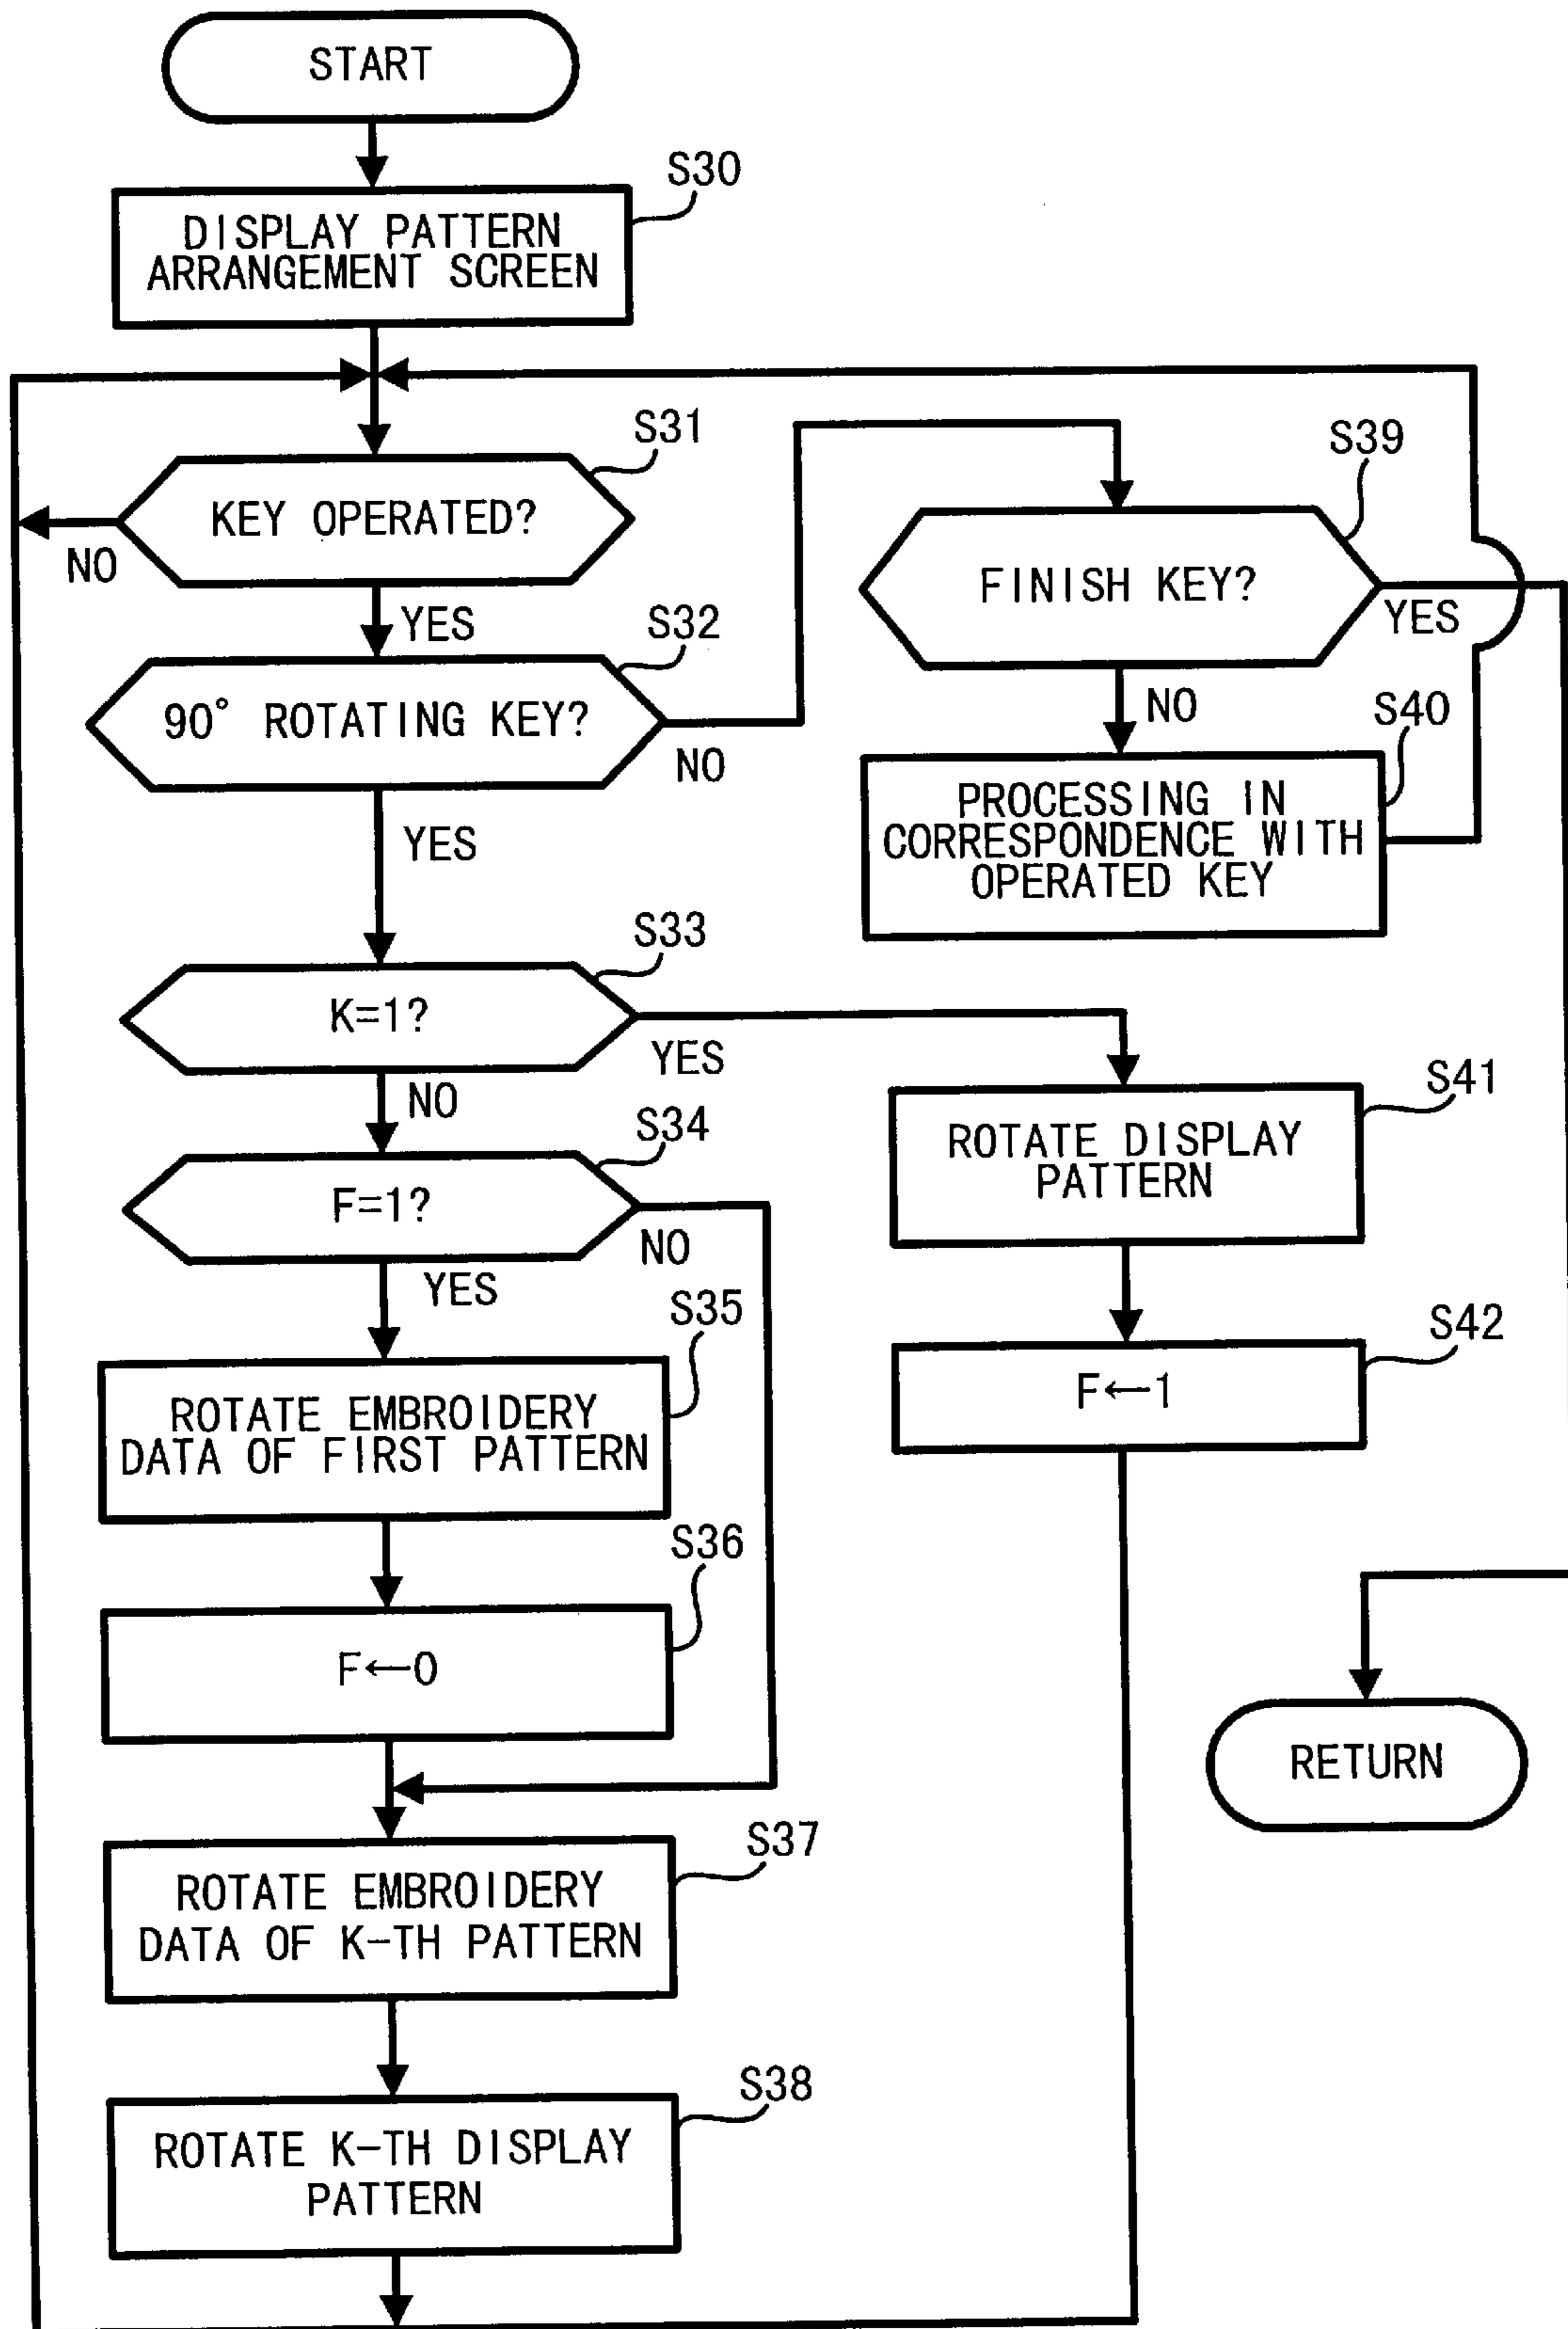 START
S30
DISPLAY PATTERN
ARRANGEMENT SCREEN
S31
KEY OPERATED?
NO
YES
S32
90° ROTATING KEY?
NO
YES
S39
FINISH KEY?
YES
NO
S40
PROCESSING IN
CORRESPONDENCE WITH
OPERATED KEY
S33
K=1?
YES
NO
S34
F=1?
NO
YES
S41
ROTATE DISPLAY
PATTERN
S35
ROTATE EMBROIDERY
DATA OF FIRST PATTERN
S42
F←1
S36
F←0
RETURN
S37
ROTATE EMBROIDERY
DATA OF K-TH PATTERN
S38
ROTATE K-TH DISPLAY
PATTERN